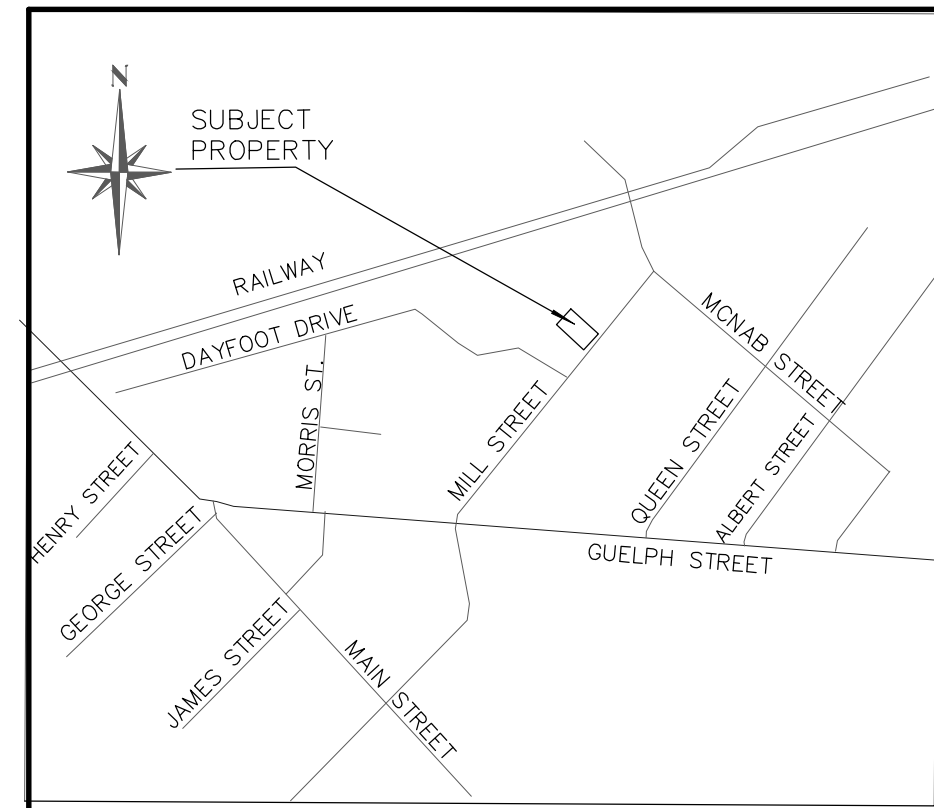 N
SUBJECT
PROPERTY
RAILWAY
DAYFOOT DRIVE
MORRIS ST.
MCNAB STREET
MILL STREET
QUEEN STREET
ALBERT STREET
HENRY STREET
GEORGE STREET
GUELPH STREET
JAMES STREET
MAIN STREET